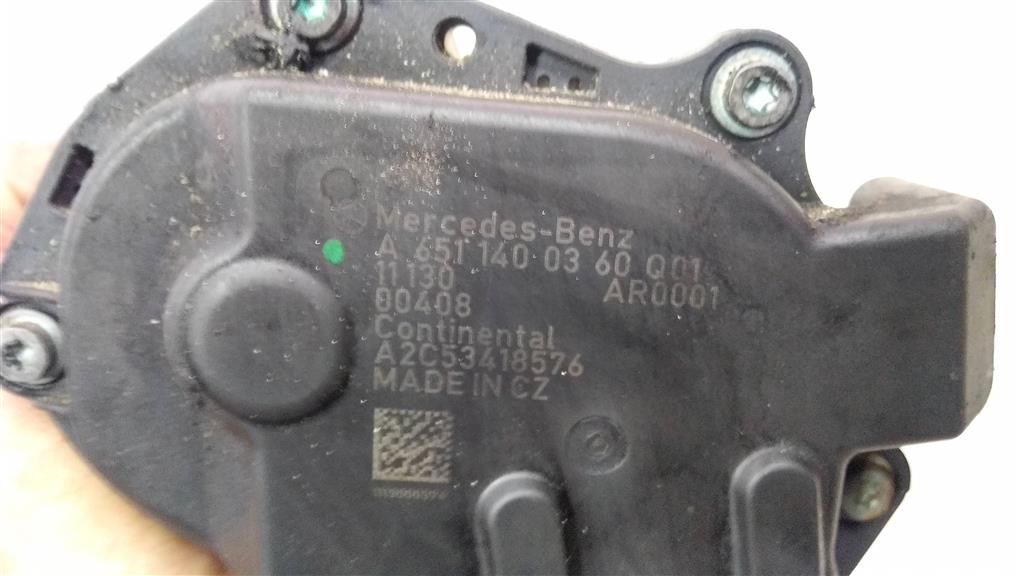 Mercedes-Benz
A 651 140 03 60 Q01
11130 AR0001
00408
Continental
A2C53418576
MADE IN CZ